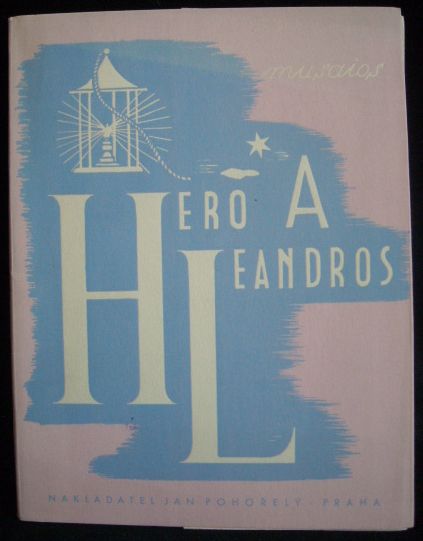 musaios
HERO A
LEANDROS
NAKLADATEL JAN POHOŘELÝ - PRAHA